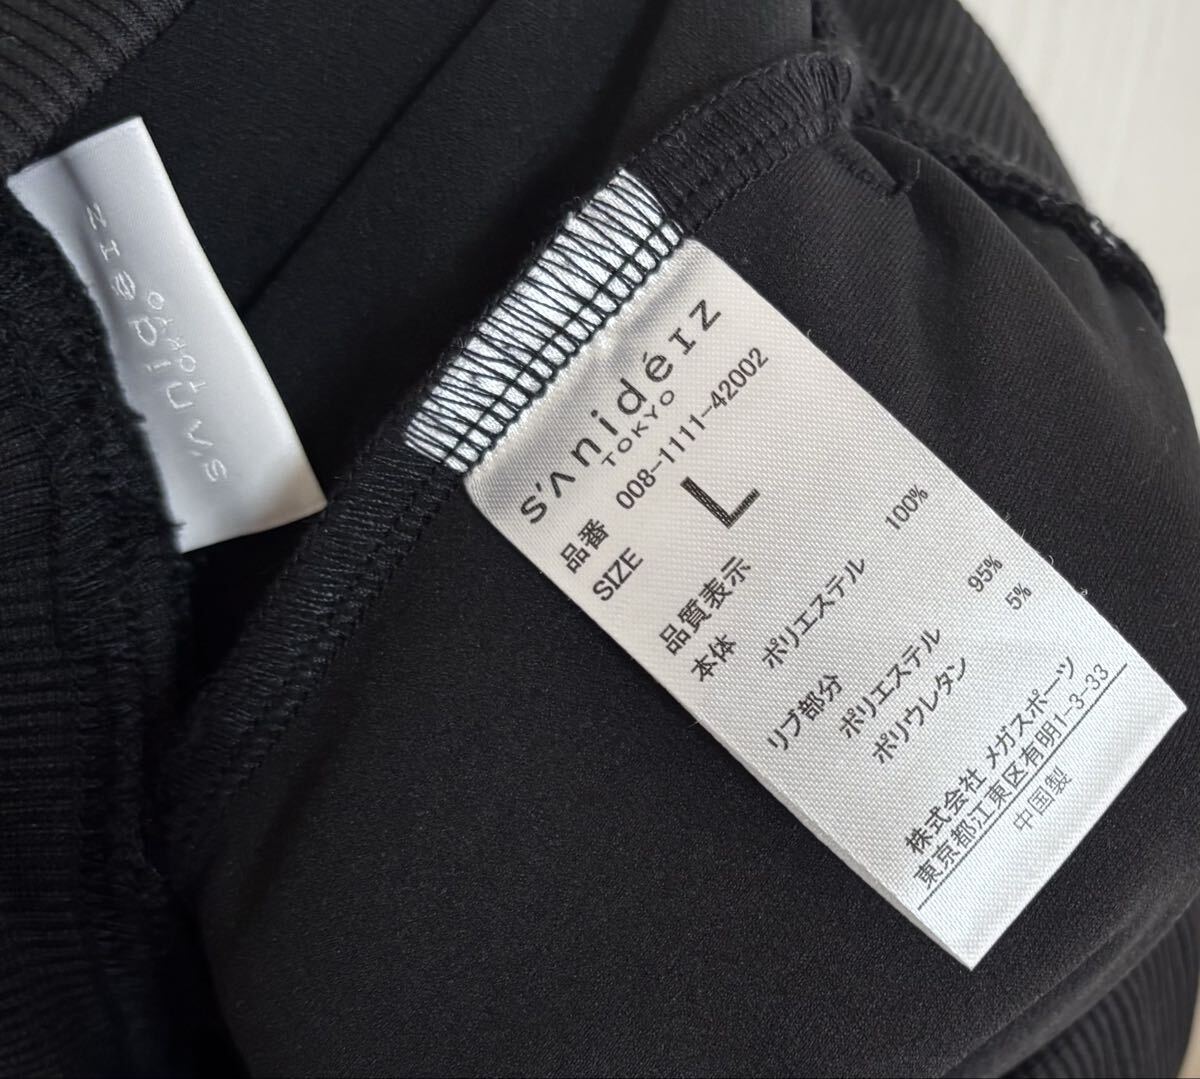 s'Λnidéız
TOKYO
s'Λnidéız
TOKYO
品番 008-1111-42002
SIZE L
品質表示
本体 ポリエステル 100%
リブ部分
ポリエステル 95%
ポリウレタン 5%
株式会社 メガスポーツ
東京都江東区有明1-3-33
中国製